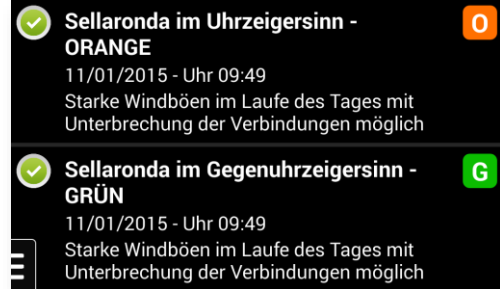 Sellaronda im Uhrzeigersinn -
ORANGE
O
11/01/2015 - Uhr 09:49
Starke Windböen im Laufe des Tages mit
Unterbrechung der Verbindungen möglich
Sellaronda im Gegenuhrzeigersinn -
GRÜN
G
11/01/2015 - Uhr 09:49
Starke Windböen im Laufe des Tages mit
Unterbrechung der Verbindungen möglich